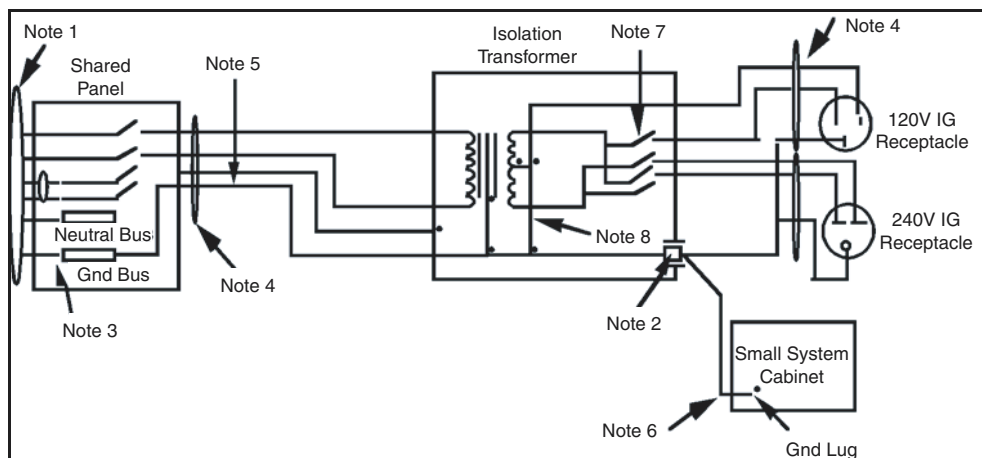 Note 1
Shared
Panel
Note 5
Isolation
Transformer
Note 7
Note 4
120V IG
Receptacle
240V IG
Receptacle
Neutral Bus
Gnd Bus
Note 3
Note 4
Note 8
Note 2
Small System
Cabinet
Note 6
Gnd Lug